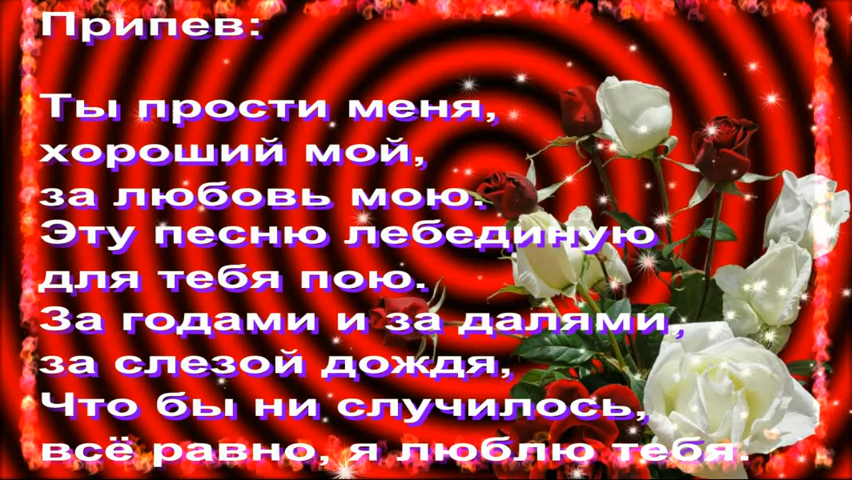 Припев:
Ты прости меня,
хороший мой,
за любовь мою.
Эту песню лебединую
для тебя пою.
За годами и за далями,
за слезой дождя,
Что бы ни случилось,
всё равно, я люблю тебя.